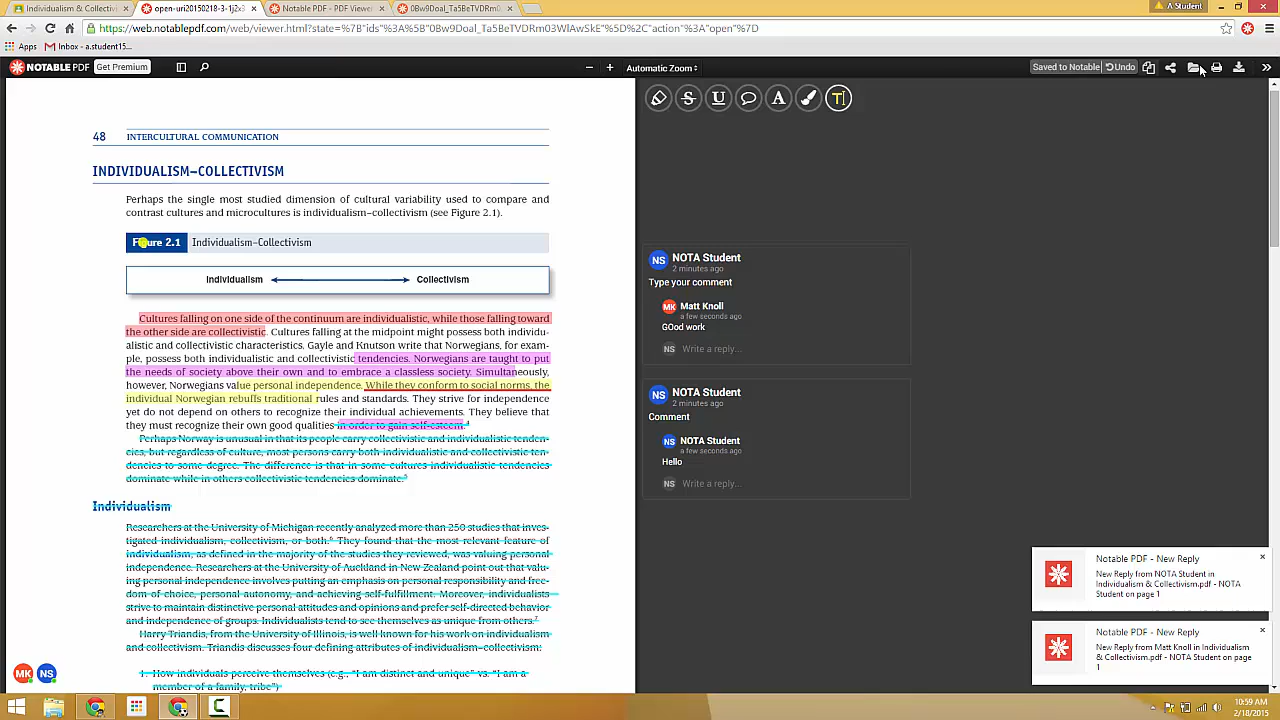 Individualism & Collectiv
open-uri20150218-3-1j2x3
Notable PDF - PDF Viewer
0Bw9Doal_Ta5BeTVDRm0
A Student
https://web.notablepdf.com/web/viewer.html?state=%7B"ids"%3A%5B"0Bw9Doal_Ta5BeTVDRm03WlAwSkE"%5D%2C"action"%3A"open"%7D
Apps
Inbox - a.student15...
NOTABLE PDF
Get Premium
Automatic Zoom
Saved to Notable
Undo
48 INTERCULTURAL COMMUNICATION
INDIVIDUALISM–COLLECTIVISM
Perhaps the single most studied dimension of cultural variability used to compare and
contrast cultures and microcultures is individualism–collectivism (see Figure 2.1).
Figure 2.1 Individualism–Collectivism
Individualism Collectivism
Cultures falling on one side of the continuum are individualistic, while those falling toward
the other side are collectivistic. Cultures falling at the midpoint might possess both individu-
alistic and collectivistic characteristics. Gayle and Knutson write that Norwegians, for exam-
ple, possess both individualistic and collectivistic tendencies. Norwegians are taught to put
the needs of society above their own and to embrace a classless society. Simultaneously,
however, Norwegians value personal independence. While they conform to social norms, the
individual Norwegian rebuffs traditional rules and standards. They strive for independence
yet do not depend on others to recognize their individual achievements. They believe that
they must recognize their own good qualities in order to gain self-esteem.⁴
Perhaps Norway is unusual in that its people carry collectivistic and individualistic tenden-
cies, but regardless of culture, most persons carry both individualistic and collectivistic ten-
dencies to some degree. The difference is that in some cultures individualistic tendencies
dominate while in others collectivistic tendencies dominate.⁵
Individualism
Researchers at the University of Michigan recently analyzed more than 250 studies that inves-
tigated individualism, collectivism, or both.⁶ They found that the most relevant feature of
individualism, as defined in the majority of the studies they reviewed, was valuing personal
independence. Researchers at the University of Auckland in New Zealand point out that valu-
ing personal independence involves putting an emphasis on personal responsibility and free-
dom of choice, personal autonomy, and achieving self-fulfillment. Moreover, individualists
strive to maintain distinctive personal attitudes and opinions and prefer self-directed behavior
and independence of groups. Individualists tend to see themselves as unique from others.⁷
Harry Triandis, from the University of Illinois, is well known for his work on individualism
and collectivism. Triandis discusses four defining attributes of individualism–collectivism:
1. How individuals perceive themselves (e.g., "I am distinct and unique" vs. "I am a
member of a family, tribe")
NS NOTA Student
2 minutes ago
Type your comment
MK Matt Knoll
a few seconds ago
GOod work
NS Write a reply...
NS NOTA Student
2 minutes ago
Comment
NS NOTA Student
a few seconds ago
Hello
NS Write a reply...
Notable PDF - New Reply
New Reply from NOTA Student in
Individualism & Collectivism.pdf - NOTA
Student on page 1
Notable PDF - New Reply
New Reply from Matt Knoll in Individualism
& Collectivism.pdf - NOTA Student on page
1
MK NS
10:59 AM
2/18/2015